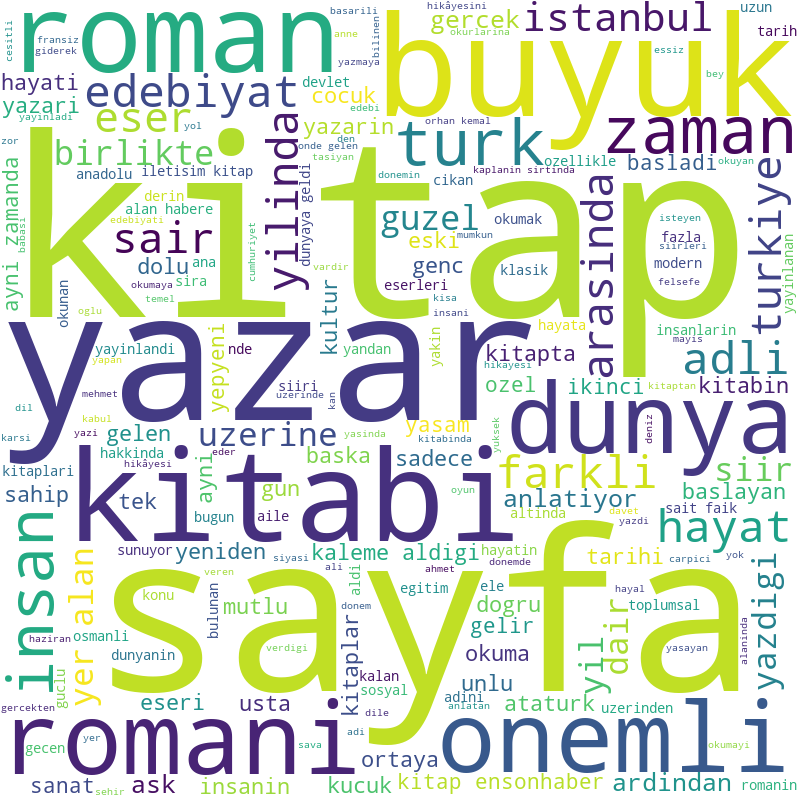 roman
buyuk
kitap
yazar
kitabi
sayfa
romani
onemli
dunya
insan
zaman
turk
istanbul
edebiyat
eser
birlikte
sair
yilinda
arasinda
turkiye
adli
hayat
farkli
siir
guzel
uzerine
hikâyesini
okurlarina
gercek
uzun
tarih
cesitli
fransiz
giderek
basarili
anne
bilinen
yazmaya
essiz
bey
hayati
yazari
yayinladi
devlet
cocuk
edebi
yazarin
orhan kemal
zor
yol
den
onde gelen
tasiyan
donemin
kaplanin sirtinda
ozellikle
basladi
okuyan
anadolu
iletisim kitap
cikan
ayni zamanda
babasi
derin
alan habere
edebiyati
cumhuriyet
dunyaya geldi
eski
okumak
mumkun
isteyen
fazla
siirleri
yayinlanan
dolu
ana
okumaya
sira
temel
vardir
genc
klasik
modern
felsefe
eserleri
kisa
okunan
oglu
kultur
insani
yakin
hayata
insanlarin
mayis
yayinlandi
yapan
yepyeni
nde
yandan
kitapta
hikayesi
ozel
ikinci
kitabin
kitaptan
mehmet
siiri
uzerinde
kan
dil
kabul
karsi
yazi
gelen
yasinda
yasam
kitabinda
yuksek
deniz
hakkinda
hikâyesi
eder
baska
sadece
baslayan
kitaplari
ayni
gun
oyun
sahip
tek
aile
anlatiyor
altinda
davet
yazdi
sait faik
bugun
sunuyor
yeniden
siyasi
kaleme aldigi
hayatin
donemde
tarihi
carpici
yok
yer
alan
veren
ali
aldi
ahmet
egitim
ele
hayal
konu
bulunan
mutlu
donem
dogru
yil
dair
toplumsal
yazdigi
alaninda
haziran
osmanli
gelir
guclu
dunyanin
verdigi
kitaplar
okuma
yasayan
gercekten
kalan
sosyal
unlu
eseri
usta
adini
anlatan
ataturk
uzerinden
gecen
yer
sava
adi
dile
ortaya
okumayi
sanat
sehir
ask
insanin
kucuk
kitap ensonhaber
ardindan
romanin